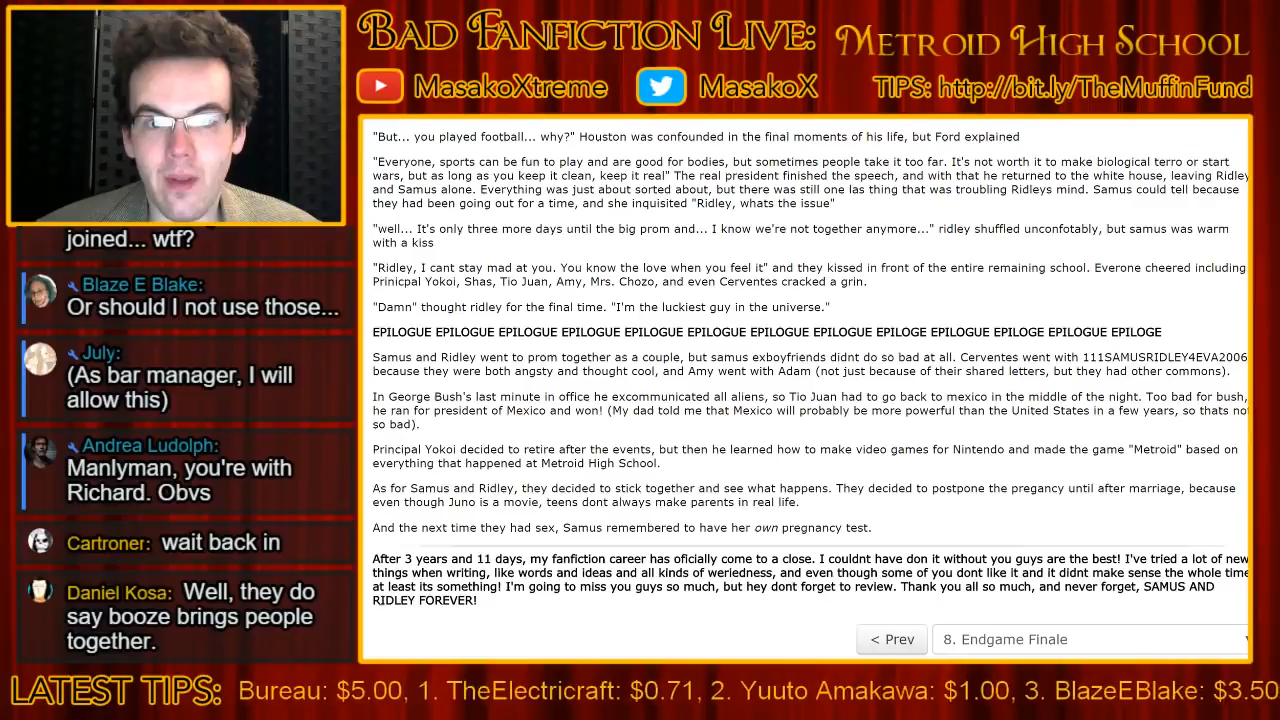 BAD FANFICTION LIVE: METROID HIGH SCHOOL
MasakoXtreme MasakoX TIPS: http://bit.ly/TheMuffinFund
joined... wtf?
Blaze E Blake:
Or should I not use those...
July:
(As bar manager, I will
allow this)
Andrea Ludolph:
Manlyman, you're with
Richard. Obvs
Cartroner: wait back in
Daniel Kosa: Well, they do
say booze brings people
together.
"But... you played football... why?" Houston was confounded in the final moments of his life, but Ford explained
"Everyone, sports can be fun to play and are good for bodies, but sometimes people take it too far. It's not worth it to make biological terro or start
wars, but as long as you keep it clean, keep it real" The real president finished the speech, and with that he returned to the white house, leaving Ridley
and Samus alone. Everything was just about sorted about, but there was still one las thing that was troubling Ridleys mind. Samus could tell because
they had been going out for a time, and she inquisited "Ridley, whats the issue"
"well... It's only three more days until the big prom and... I know we're not together anymore..." ridley shuffled unconfotably, but samus was warm
with a kiss
"Ridley, I cant stay mad at you. You know the love when you feel it" and they kissed in front of the entire remaining school. Everone cheered including
Prinicpal Yokoi, Shas, Tio Juan, Amy, Mrs. Chozo, and even Cerventes cracked a grin.
"Damn" thought ridley for the final time. "I'm the luckiest guy in the universe."
EPILOGUE EPILOGUE EPILOGUE EPILOGUE EPILOGUE EPILOGUE EPILOGUE EPILOGE EPILOGUE EPILOGE EPILOGUE EPILOGE
Samus and Ridley went to prom together as a couple, but samus exboyfriends didnt do so bad at all. Cerventes went with 111SAMUSRIDLEY4EVA2006
because they were both angsty and thought cool, and Amy went with Adam (not just because of their shared letters, but they had other commons).
In George Bush's last minute in office he excommunicated all aliens, so Tio Juan had to go back to mexico in the middle of the night. Too bad for bush,
he ran for president of Mexico and won! (My dad told me that Mexico will probably be more powerful than the United States in a few years, so thats not
so bad).
Principal Yokoi decided to retire after the events, but then he learned how to make video games for Nintendo and made the game "Metroid" based on
everything that happened at Metroid High School.
As for Samus and Ridley, they decided to stick together and see what happens. They decided to postpone the pregancy until after marriage, because
even though Juno is a movie, teens dont always make parents in real life.
And the next time they had sex, Samus remembered to have her own pregnancy test.
After 3 years and 11 days, my fanfiction career has oficially come to a close. I couldnt have don it without you guys are the best! I've tried a lot of new
things when writing, like words and ideas and all kinds of weriedness, and even though some of you dont like it and it didnt make sense the whole time
at least its something! I'm going to miss you guys so much, but hey dont forget to review. Thank you all so much, and never forget, SAMUS AND
RIDLEY FOREVER!
< Prev 8. Endgame Finale
LATEST TIPS: Bureau: $5.00, 1. TheElectricraft: $0.71, 2. Yuuto Amakawa: $1.00, 3. BlazeEBlake: $3.50